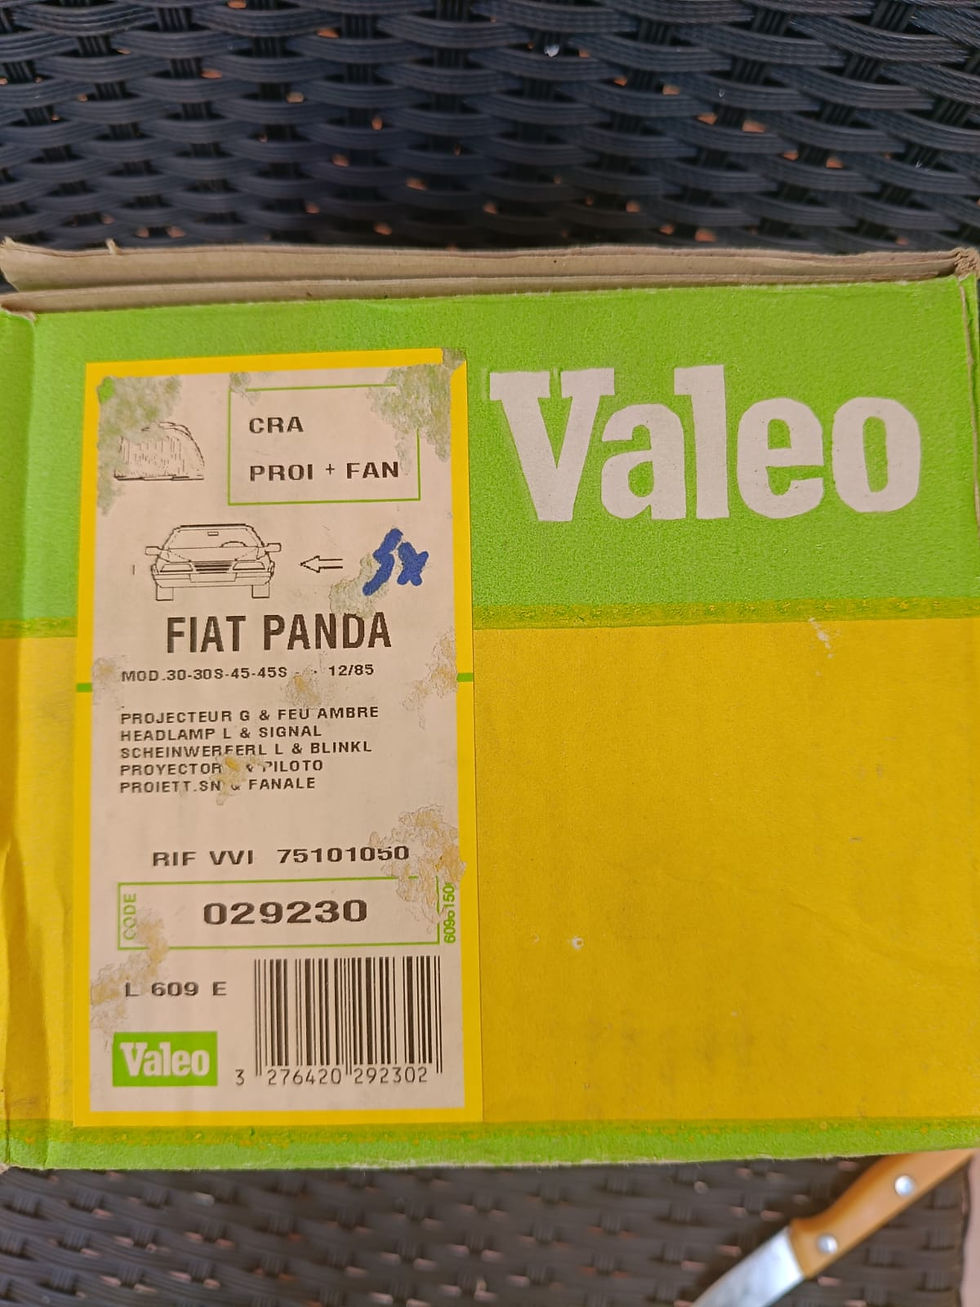 Valeo
CRA
PROI + FAN
SX
FIAT PANDA
MOD.30-30S-45-45S - 12/85
PROJECTEUR G & FEU AMBRE
HEADLAMP L & SIGNAL
SCHEINWERFERL L & BLINKL
PROYECTOR & PILOTO
PROIETT.SN & FANALE
RIF VVI 75101050
CODE
029230
L 609 E
Valeo
3 276420 292302